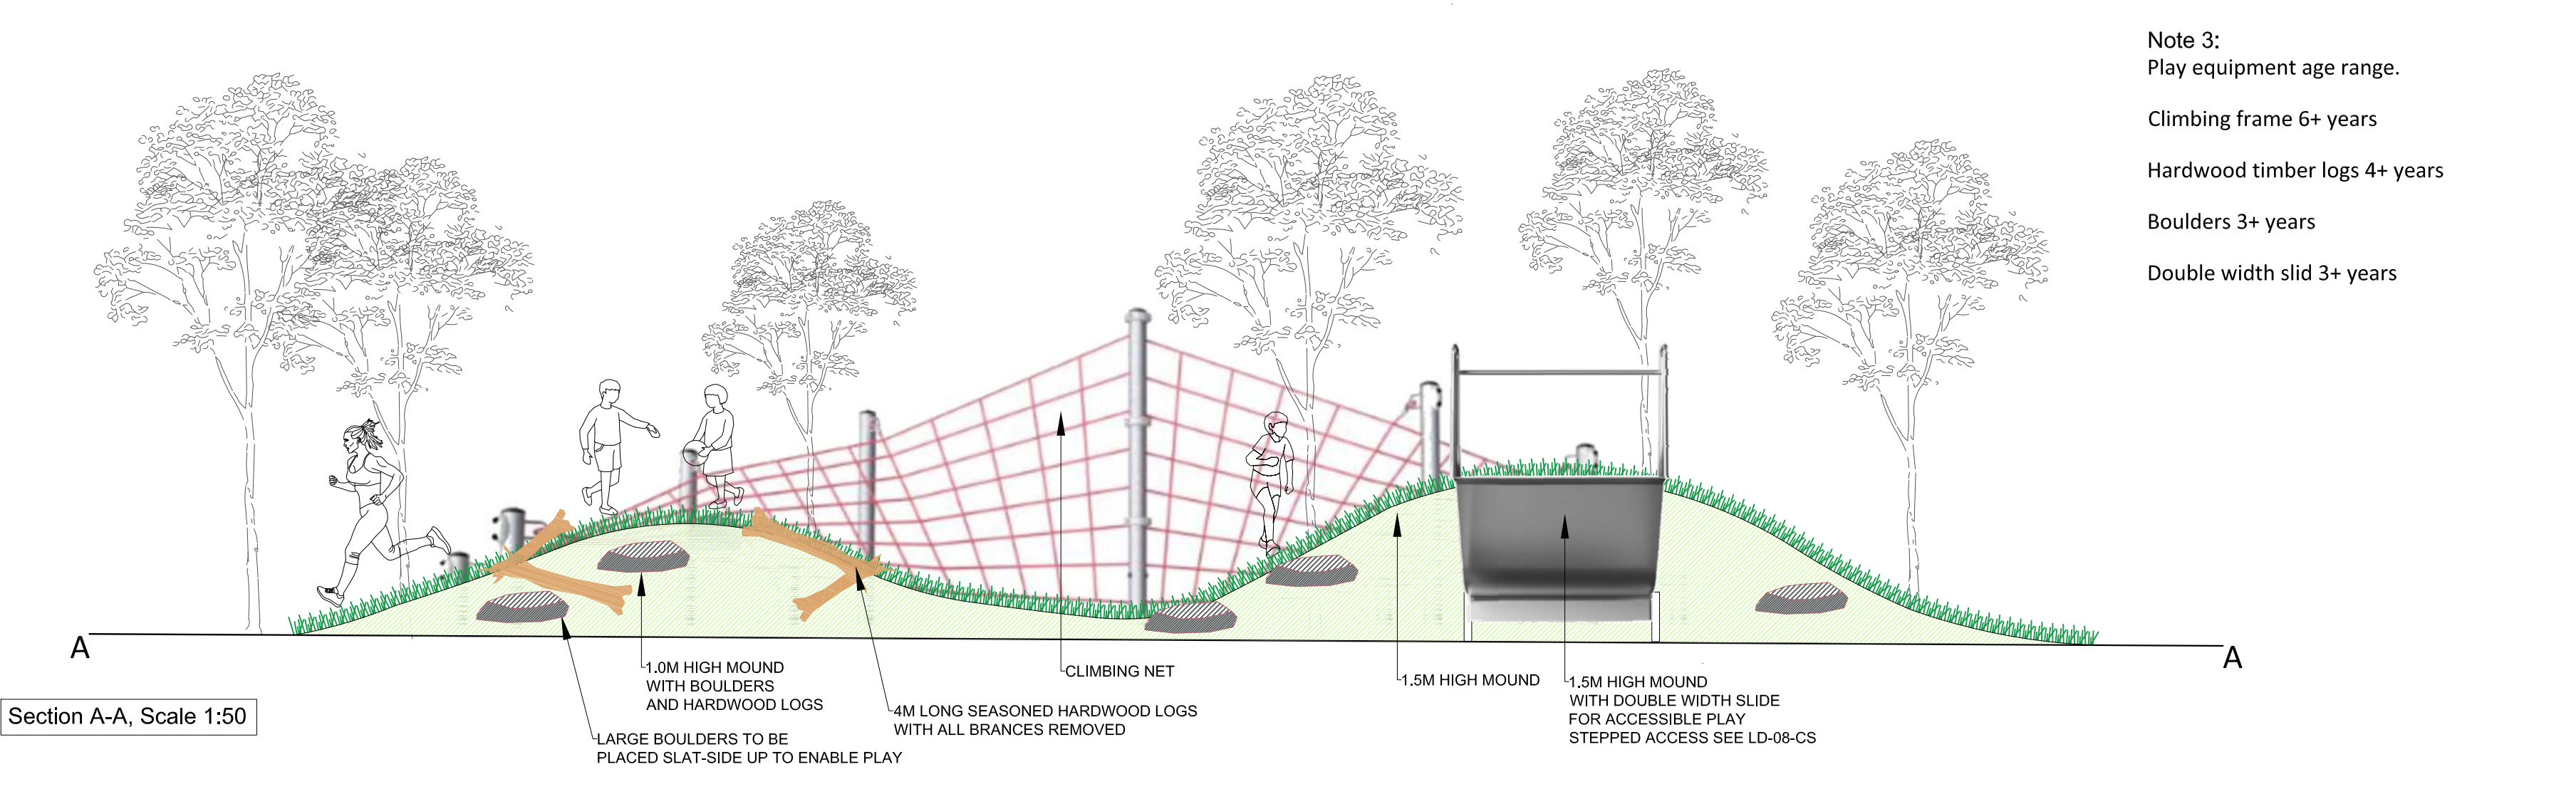 Note 3:
Play equipment age range.
Climbing frame 6+ years
Hardwood timber logs 4+ years
Boulders 3+ years
Double width slid 3+ years
A
A
1.0M HIGH MOUND
WITH BOULDERS
AND HARDWOOD LOGS
CLIMBING NET
1.5M HIGH MOUND
1.5M HIGH MOUND
WITH DOUBLE WIDTH SLIDE
FOR ACCESSIBLE PLAY
STEPPED ACCESS SEE LD-08-CS
4M LONG SEASONED HARDWOOD LOGS
WITH ALL BRANCES REMOVED
Section A-A, Scale 1:50
LARGE BOULDERS TO BE
PLACED SLAT-SIDE UP TO ENABLE PLAY